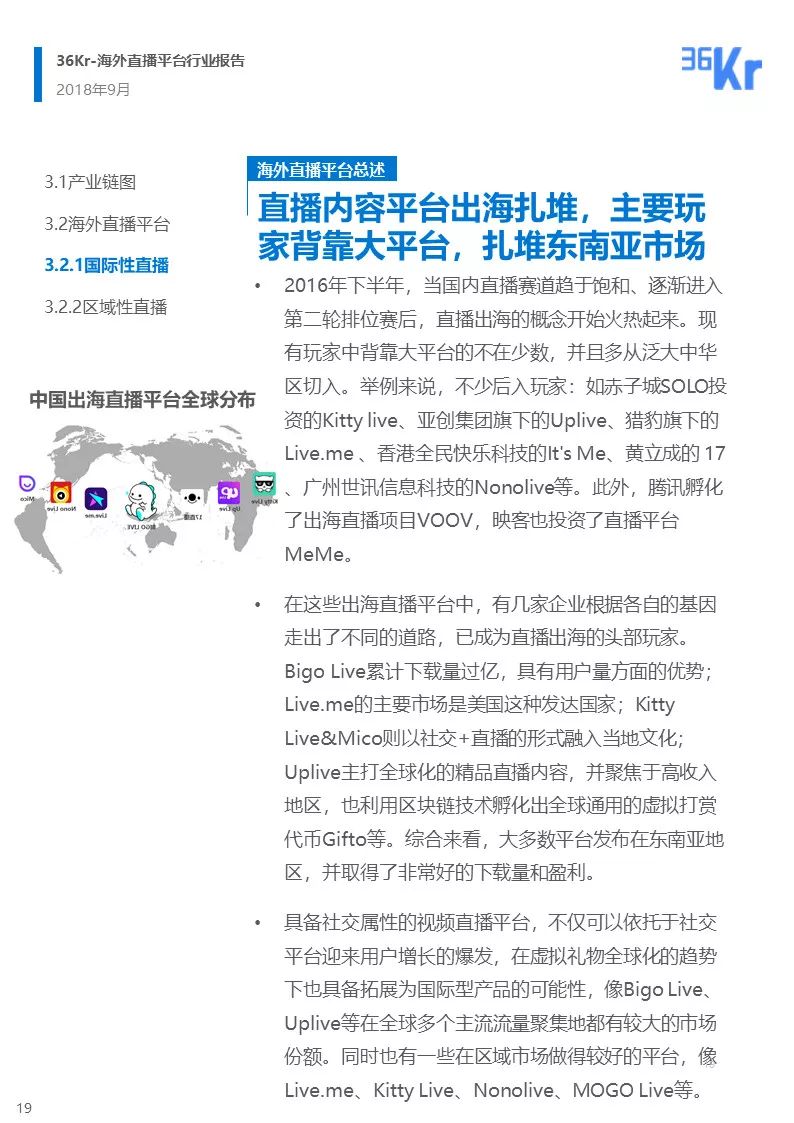 36Kr-海外直播平台行业报告
2018年9月
36Kr
3.1产业链图
3.2海外直播平台
3.2.1国际性直播
3.2.2区域性直播
中国出海直播平台全球分布
Mico
Nono Live
Live.me
BIGO LIVE
17直播
Up Live
Kitty Live
海外直播平台总述
直播内容平台出海扎堆，主要玩
家背靠大平台，扎堆东南亚市场
• 2016年下半年，当国内直播赛道趋于饱和、逐渐进入
第二轮排位赛后，直播出海的概念开始火热起来。现
有玩家中背靠大平台的不在少数，并且多从泛大中华
区切入。举例来说，不少后入玩家：如赤子城SOLO投
资的Kitty live、亚创集团旗下的Uplive、猎豹旗下的
Live.me 、香港全民快乐科技的It's Me、黄立成的 17
、广州世讯信息科技的Nonolive等。此外，腾讯孵化
了出海直播项目VOOV，映客也投资了直播平台
MeMe。
• 在这些出海直播平台中，有几家企业根据各自的基因
走出了不同的道路，已成为直播出海的头部玩家。
Bigo Live累计下载量过亿，具有用户量方面的优势；
Live.me的主要市场是美国这种发达国家；Kitty
Live&Mico则以社交+直播的形式融入当地文化；
Uplive主打全球化的精品直播内容，并聚焦于高收入
地区，也利用区块链技术孵化出全球通用的虚拟打赏
代币Gifto等。综合来看，大多数平台发布在东南亚地
区，并取得了非常好的下载量和盈利。
• 具备社交属性的视频直播平台，不仅可以依托于社交
平台迎来用户增长的爆发，在虚拟礼物全球化的趋势
下也具备拓展为国际型产品的可能性，像Bigo Live、
Uplive等在全球多个主流流量聚集地都有较大的市场
份额。同时也有一些在区域市场做得较好的平台，像
Live.me、Kitty Live、Nonolive、MOGO Live等。
19